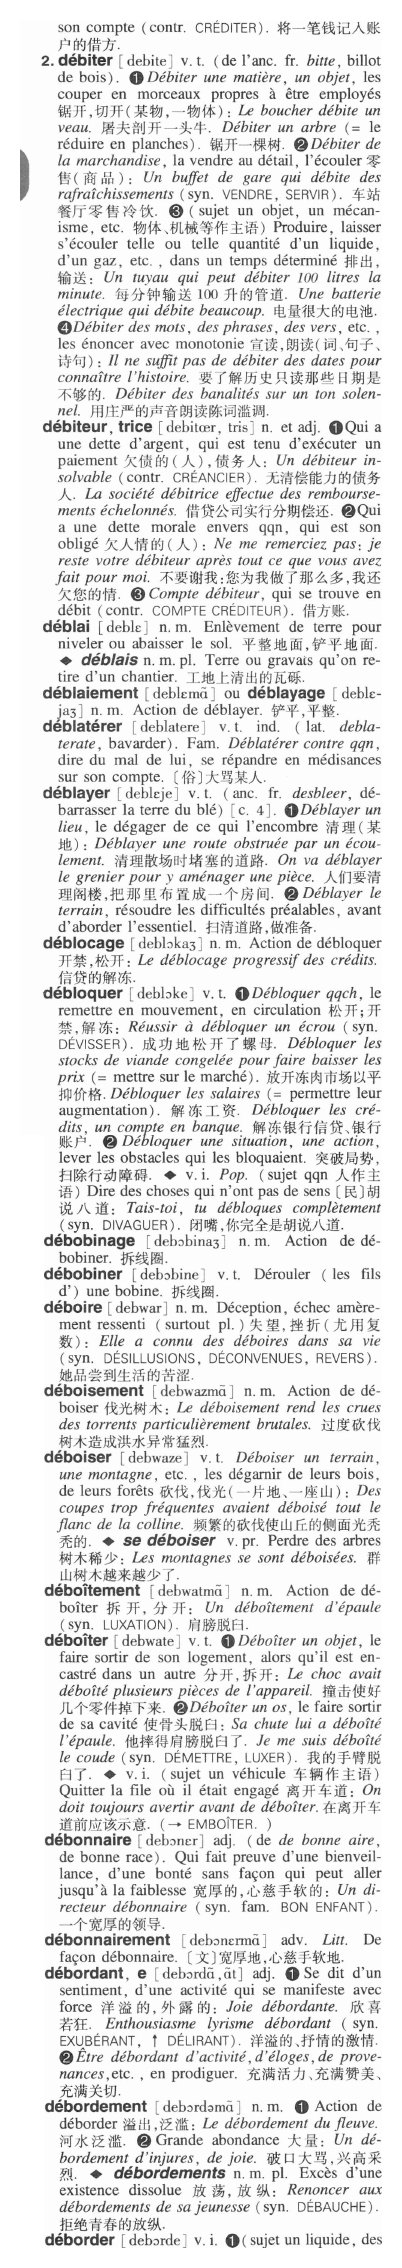 son compte (contr. CRÉDITER). 将一笔钱记入账
户的借方.
2. débiter [debite] v. t. (de l'anc. fr. bitte, billot
de bois). ❶ Débiter une matière, un objet, les
couper en morceaux propres à être employés
锯开,切开(某物,一物体): Le boucher débite un
veau. 屠夫剖开一头牛. Débiter un arbre (= le
réduire en planches). 锯开一棵树. ❷ Débiter de
la marchandise, la vendre au détail, l'écouler 零
售(商品): Un buffet de gare qui débite des
rafraîchissements (syn. VENDRE, SERVIR). 车站
餐厅零售冷饮. ❸ (sujet un objet, un mécan-
isme, etc. 物体、机械等作主语) Produire, laisser
s'écouler telle ou telle quantité d'un liquide,
d'un gaz, etc., dans un temps déterminé 排出,
输送: Un tuyau qui peut débiter 100 litres la
minute. 每分钟输送 100 升的管道. Une batterie
électrique qui débite beaucoup. 电量很大的电池.
❹ Débiter des mots, des phrases, des vers, etc.,
les énoncer avec monotonie 宣读,朗读(词、句子、
诗句): Il ne suffit pas de débiter des dates pour
connaître l'histoire. 要了解历史只读那些日期是
不够的. Débiter des banalités sur un ton solen-
nel. 用庄严的声音朗读陈词滥调.
débiteur, trice [debitœr, tris] n. et adj. ❶ Qui a
une dette d'argent, qui est tenu d'exécuter un
paiement 欠债的(人),债务人: Un débiteur in-
solvable (contr. CRÉANCIER). 无清偿能力的债务
人. La société débitrice effectue des rembourse-
ments échelonnés. 借贷公司实行分期偿还. ❷ Qui
a une dette morale envers qqn, qui est son
obligé 欠人情的(人): Ne me remerciez pas: je
reste votre débiteur après tout ce que vous avez
fait pour moi. 不要谢我:您为我做了那么多,我还
欠您的情. ❸ Compte débiteur, qui se trouve en
débit (contr. COMPTE CRÉDITEUR). 借方账.
déblai [deblɛ] n. m. Enlèvement de terre pour
niveler ou abaisser le sol. 平整地面,铲平地面.
◆ déblais n. m. pl. Terre ou gravats qu'on re-
tire d'un chantier. 工地上清出的瓦砾.
déblaiement [deblɛmɑ̃] ou déblayage [deblɛ-
jaʒ] n. m. Action de déblayer. 铲平,平整.
déblatérer [deblatere] v. t. ind. (lat. debla-
terate, bavarder). Fam. Déblatérer contre qqn,
dire du mal de lui, se répandre en médisances
sur son compte. 〔俗〕大骂某人.
déblayer [deblɛje] v. t. (anc. fr. desbleer, dé-
barrasser la terre du blé) [c. 4]. ❶ Déblayer un
lieu, le dégager de ce qui l'encombre 清理(某
地): Déblayer une route obstruée par un écou-
lement. 清理散场时堵塞的道路. On va déblayer
le grenier pour y aménager une pièce. 人们要清
理阁楼,把那里布置成一个房间. ❷ Déblayer le
terrain, résoudre les difficultés préalables, avant
d'aborder l'essentiel. 扫清道路,做准备.
déblocage [deblɔkaʒ] n. m. Action de débloquer
开禁,松开: Le déblocage progressif des crédits.
信贷的解冻.
débloquer [deblɔke] v. t. ❶ Débloquer qqch, le
remettre en mouvement, en circulation 松开;开
禁,解冻: Réussir à débloquer un écrou (syn.
DÉVISSER). 成功地松开了螺母. Débloquer les
stocks de viande congelée pour faire baisser les
prix (= mettre sur le marché). 放开冻肉市场以平
抑价格. Débloquer les salaires (= permettre leur
augmentation). 解冻工资. Débloquer les cré-
dits, un compte en banque. 解冻银行信贷、银行
账户. ❷ Débloquer une situation, une action,
lever les obstacles qui les bloquaient. 突破局势,
扫除行动障碍. ◆ v. i. Pop. (sujet qqn 人作主
语) Dire des choses qui n'ont pas de sens〔民〕胡
说八道: Tais-toi, tu débloques complètement
(syn. DIVAGUER). 闭嘴,你完全是胡说八道.
débobinage [debɔbinaʒ] n. m. Action de dé-
bobiner. 拆线圈.
débobiner [debɔbine] v. t. Dérouler (les fils
d') une bobine. 拆线圈.
déboire [debwar] n. m. Déception, échec amère-
ment ressenti (surtout pl.) 失望,挫折(尤用复
数): Elle a connu des déboires dans sa vie
(syn. DÉSILLUSIONS, DÉCONVENUES, REVERS).
她品尝到生活的苦涩.
déboisement [debwazmɑ̃] n. m. Action de dé-
boiser 伐光树木: Le déboisement rend les crues
des torrents particulièrement brutales. 过度砍伐
树木造成洪水异常猛烈.
déboiser [debwaze] v. t. Déboiser un terrain,
une montagne, etc., les dégarnir de leurs bois,
de leurs forêts 砍伐,伐光(一片地、一座山): Des
coupes trop fréquentes avaient déboisé tout le
flanc de la colline. 频繁的砍伐使山丘的侧面光秃
秃的. ◆ se déboiser v. pr. Perdre des arbres
树木稀少: Les montagnes se sont déboisées. 群
山树木越来越少了.
déboîtement [debwatmɑ̃] n. m. Action de dé-
boîter 拆开,分开: Un déboîtement d'épaule
(syn. LUXATION). 肩膀脱臼.
déboîter [debwate] v. t. ❶ Déboîter un objet, le
faire sortir de son logement, alors qu'il est en-
castré dans un autre 分开,拆开: Le choc avait
déboîté plusieurs pièces de l'appareil. 撞击使好
几个零件掉下来. ❷ Déboîter un os, le faire sortir
de sa cavité 使骨头脱臼: Sa chute lui a déboîté
l'épaule. 他摔得肩膀脱臼了. Je me suis déboîté
le coude (syn. DÉMETTRE, LUXER). 我的手臂脱
臼了. ◆ v. i. (sujet un véhicule 车辆作主语)
Quitter la file où il était engagé 离开车道: On
doit toujours avertir avant de déboîter. 在离开车
道前应该示意. (→ EMBOÎTER. )
débonnaire [debɔnɛr] adj. (de de bonne aire,
de bonne race). Qui fait preuve d'une bienveil-
lance, d'une bonté sans façon qui peut aller
jusqu'à la faiblesse 宽厚的,心慈手软的: Un di-
recteur débonnaire (syn. fam. BON ENFANT).
一个宽厚的领导.
débonnairement [debɔnɛrmɑ̃] adv. Litt. De
façon débonnaire. 〔文〕宽厚地,心慈手软地.
débordant, e [debɔrdɑ̃, ɑ̃t] adj. ❶ Se dit d'un
sentiment, d'une activité qui se manifeste avec
force 洋溢的,外露的: Joie débordante. 欣喜
若狂. Enthousiasme lyrisme débordant (syn.
EXUBÉRANT, ↑ DÉLIRANT). 洋溢的、抒情的激情.
❷ Être débordant d'activité, d'éloges, de preve-
nances, etc., en prodiguer. 充满活力、充满赞美、
充满关切.
débordement [debɔrdəmɑ̃] n. m. ❶ Action de
déborder 溢出,泛滥: Le débordement du fleuve.
河水泛滥. ❷ Grande abondance 大量: Un dé-
bordement d'injures, de joie. 破口大骂,兴高采
烈. ◆ débordements n. m. pl. Excès d'une
existence dissolue 放荡,放纵: Renoncer aux
débordements de sa jeunesse (syn. DÉBAUCHE).
拒绝青春的放纵.
déborder [debɔrde] v. i. ❶ (sujet un liquide, des